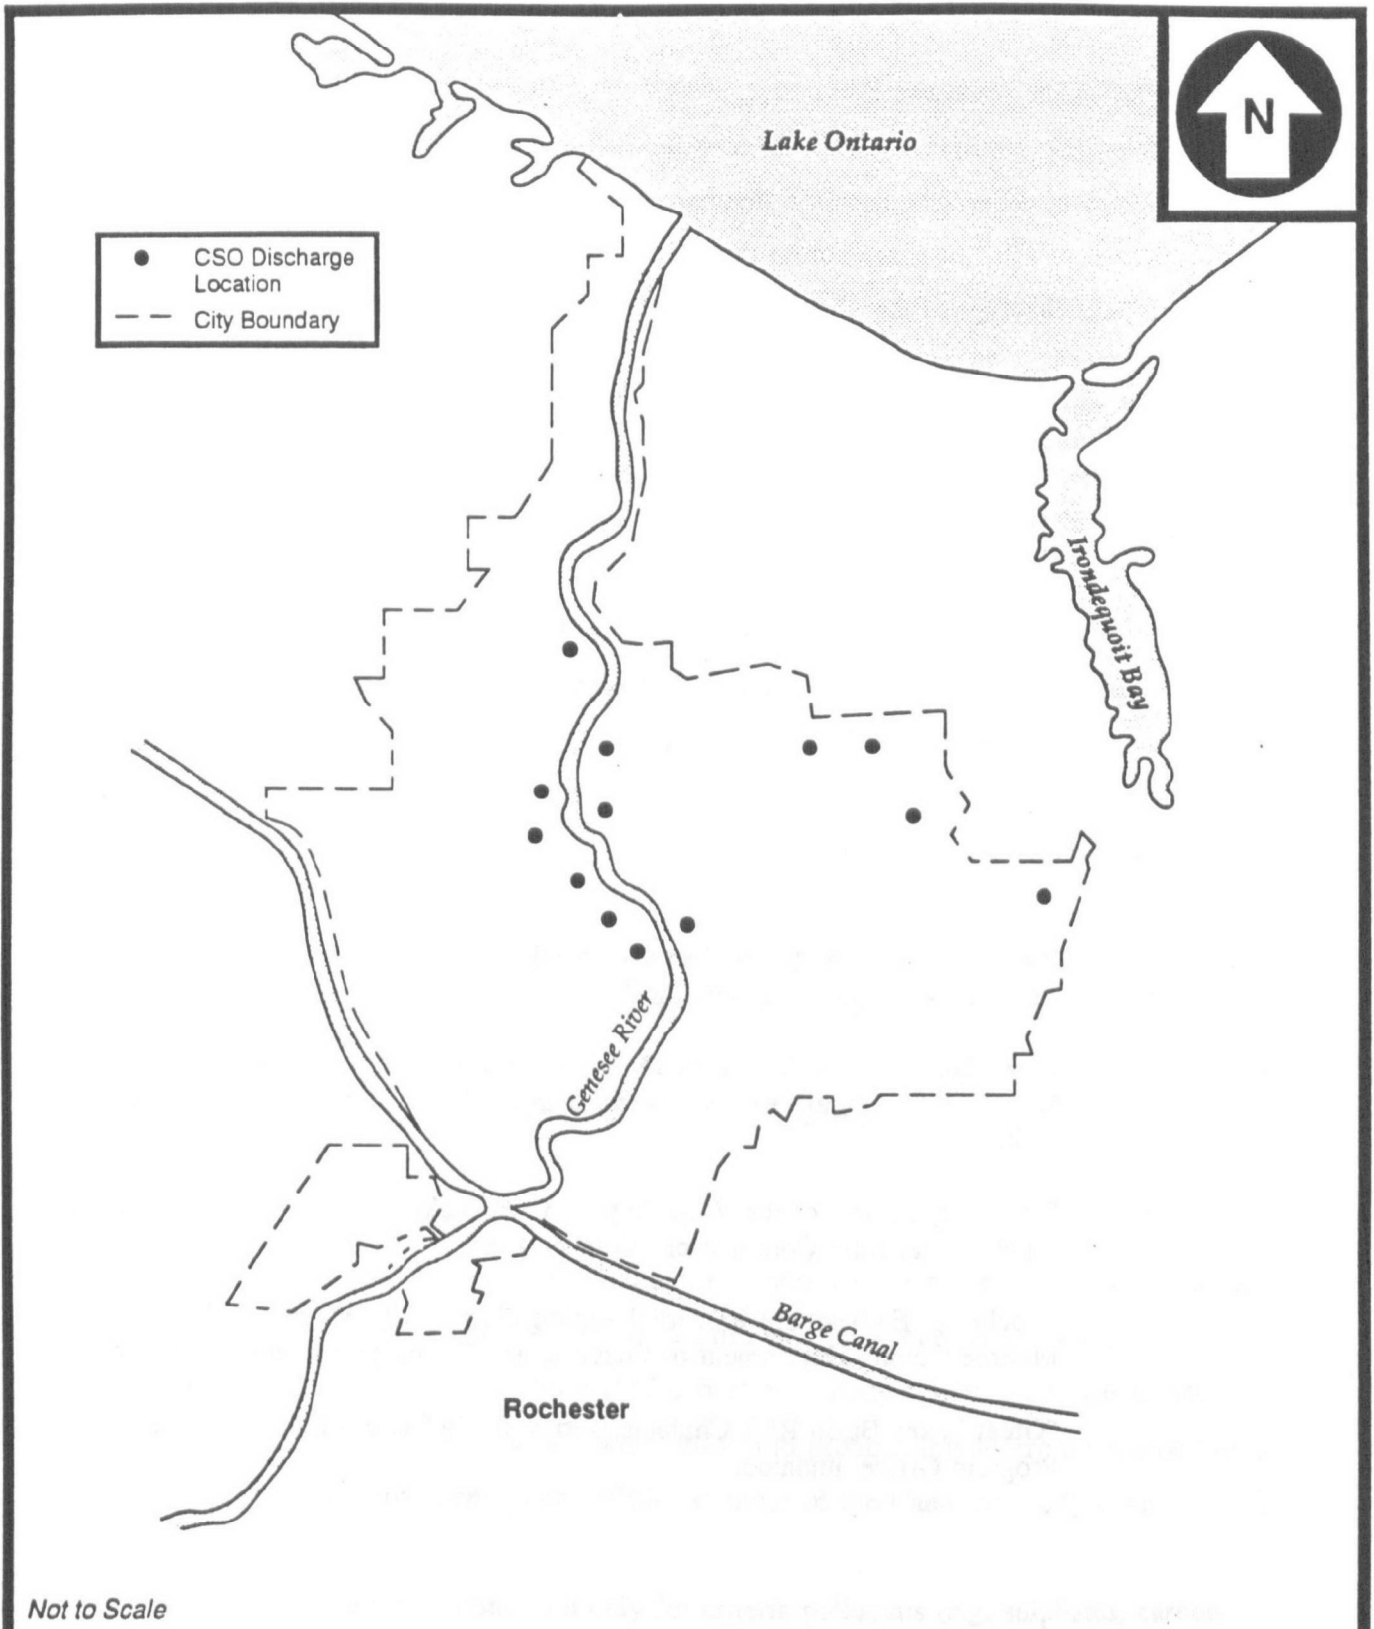 N
Lake Ontario
CSO Discharge
Location
City Boundary
Irondequoit Bay
Genesee River
Barge Canal
Rochester
Not to Scale